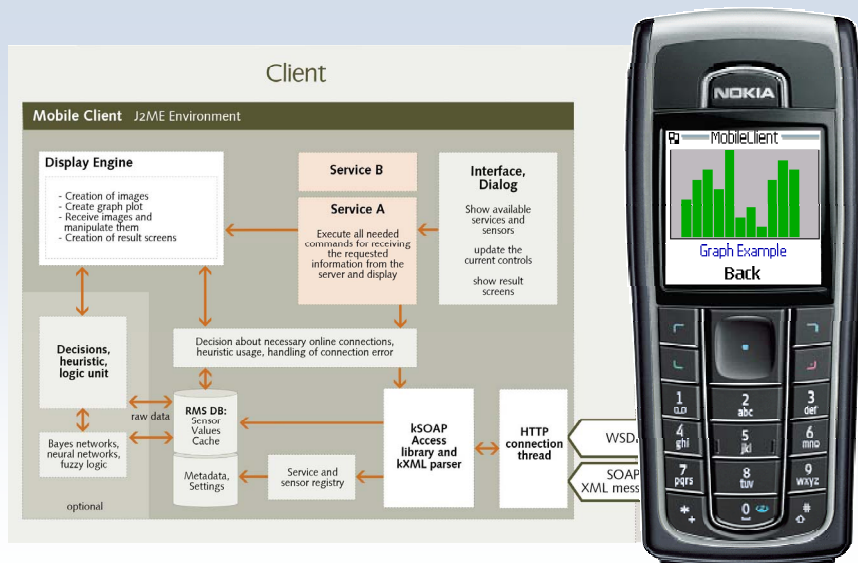 Client
Mobile Client J2ME Environment
Display Engine
- Creation of images
- Create graph plot
- Receive images and
manipulate them
- Creation of result screens
Service B
Service A
Execute all needed
commands for receiving
the requested
information from the
server and display
Interface,
Dialog
Show available
services and
sensors
update the
current controls
show result
screens
Decisions,
heuristic,
logic unit
Decision about necessary online connections,
heuristic usage, handling of connection error
raw data
RMS DB:
Sensor
Values
Cache
Bayes networks,
neural networks,
fuzzy logic
optional
Metadata,
Settings
Service and
sensor registry
kSOAP
Access
library and
kXML parser
HTTP
connection
thread
WSD
SOAP
XML mess
NOKIA
MobileClient
Graph Example
Back
1
2
abc
3
def
4
ghi
5
jkl
6
mno
7
pqrs
8
tuv
9
wxyz
*
+
0
#